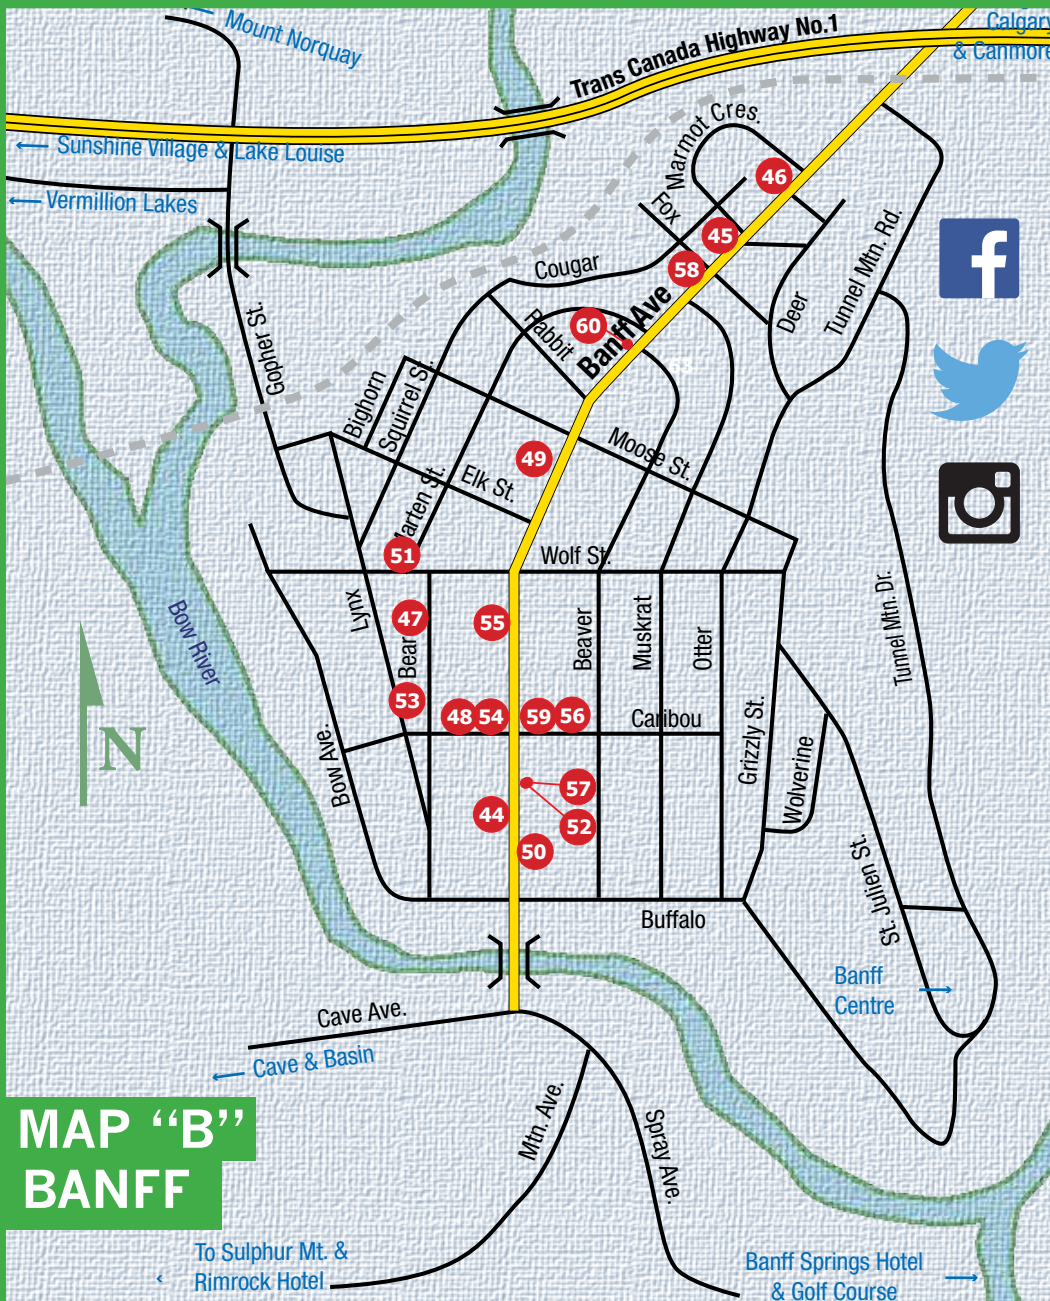 Mount Norquay
Trans Canada Highway No.1
Calgary
& Canmore
Sunshine Village & Lake Louise
Vermillion Lakes
Marmot Cres.
46
Fox
45
58
Cougar
Tunnel Mtn. Rd.
Deer
Banff Ave
Rabbit
60
Gopher St.
Bighorn
Squirrel St.
49
Moose St.
Elk St.
Marten St.
51
Wolf St.
Lynx
47
Bear
55
Beaver
Muskrat
Otter
Tunnel Mtn. Dr.
Bow River
53
48
54
59
56
Caribou
Grizzly St.
Wolverine
N
Bow Ave.
57
44
52
50
St. Julien St.
Buffalo
Banff
Centre
Cave Ave.
Cave & Basin
MAP “B”
BANFF
Mtn. Ave.
Spray Ave.
To Sulphur Mt. &
Rimrock Hotel
Banff Springs Hotel
& Golf Course